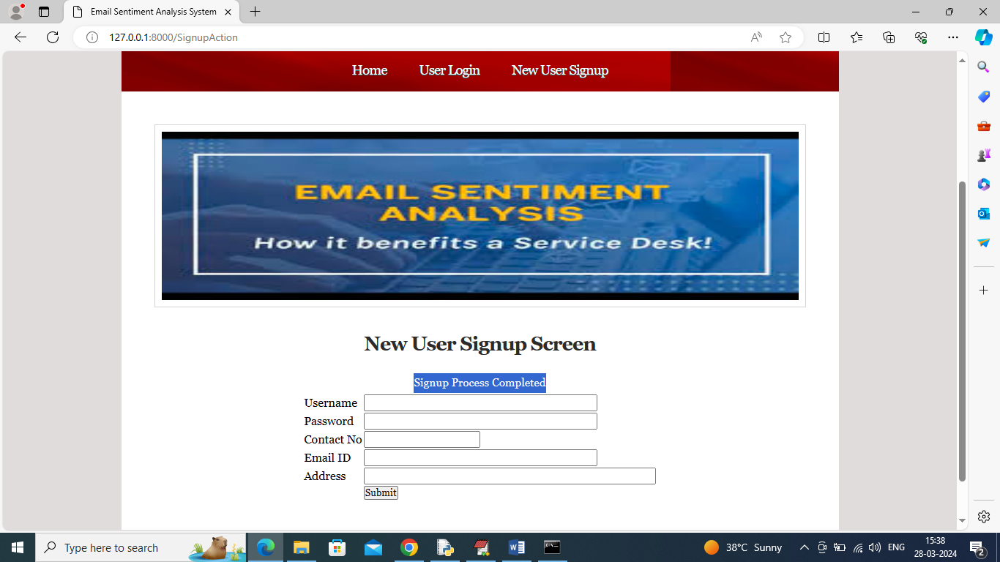 Email Sentiment Analysis System
127.0.0.1:8000/SignupAction
Home User Login New User Signup
EMAIL SENTIMENT
ANALYSIS
How it benefits a Service Desk!
New User Signup Screen
Signup Process Completed
Username
Password
Contact No
Email ID
Address
Submit
Type here to search
38°C Sunny
ENG
15:38
28-03-2024
2